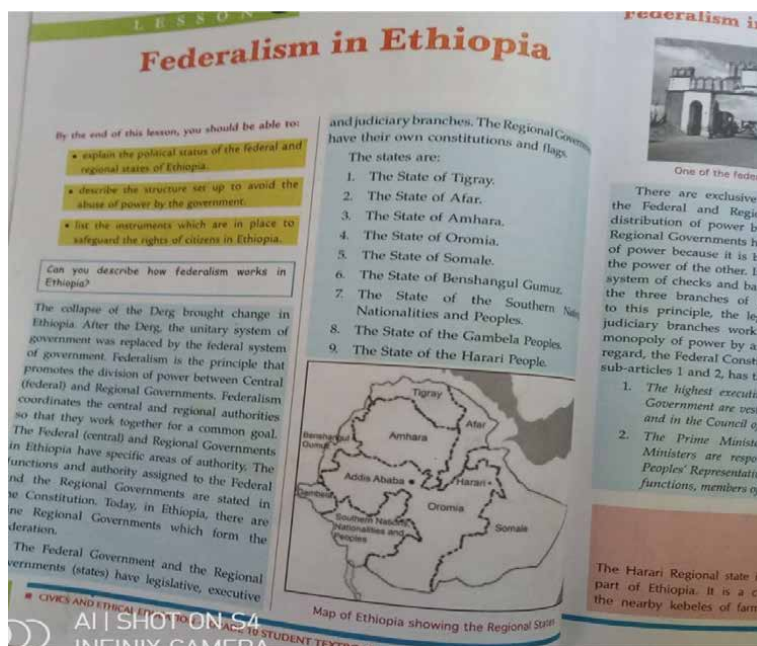 LESSON
Federalism in Ethiopia
By the end of this lesson, you should be able to:
• explain the political status of the federal and
regional states of Ethiopia.
• describe the structure set up to avoid the
abuse of power by the government.
• list the instruments which are in place to
safeguard the rights of citizens in Ethiopia.
Can you describe how federalism works in
Ethiopia?
The collapse of the Derg brought change in
Ethiopia. After the Derg, the unitary system of
government was replaced by the federal system
of government. Federalism is the principle that
promotes the division of power between Central
(federal) and Regional Governments. Federalism
coordinates the central and regional authorities
so that they work together for a common goal.
The Federal (central) and Regional Governments
in Ethiopia have specific areas of authority. The
functions and authority assigned to the Federal
and the Regional Governments are stated in
the Constitution. Today, in Ethiopia, there are
Regional Governments which form the
The Federal Government and the Regional
(states) have legislative, executive
and judiciary branches. The Regional
have their own constitutions and flags.
The states are:
1. The State of Tigray.
2. The State of Afar.
3. The State of Amhara.
4. The State of Oromia.
5. The State of Somale.
6. The State of Benshangul Gumuz.
7. The State of the Southern
Nationalities and Peoples.
8. The State of the Gambela Peoples.
9. The State of the Harari People.
Tigray
Afar
Amhara
Benshangul
Gumuz
Addis Ababa
Harari
Gambela
Oromia
Southern Nations
Nationalities and
Peoples
Somale
Map of Ethiopia showing the Regional States
CIVICS AND ETHICAL EDUCATION GRADE 10 STUDENT
Federalism
One of the
There are exclusive
the Federal and
distribution of power
Regional Governments
of power because it is
the power of the other.
system of checks and
the three branches of
to this principle, the
judiciary branches work
monopoly of power by a
regard, the Federal
sub-articles 1 and 2, has
1. The highest
Government are
and in the Council
2. The Prime
Ministers are
Peoples'
functions, members
The Harari Regional state
part of Ethiopia. It is a
the nearby kebeles of
AI | SHOT ON S4
INFINIX CAMERA